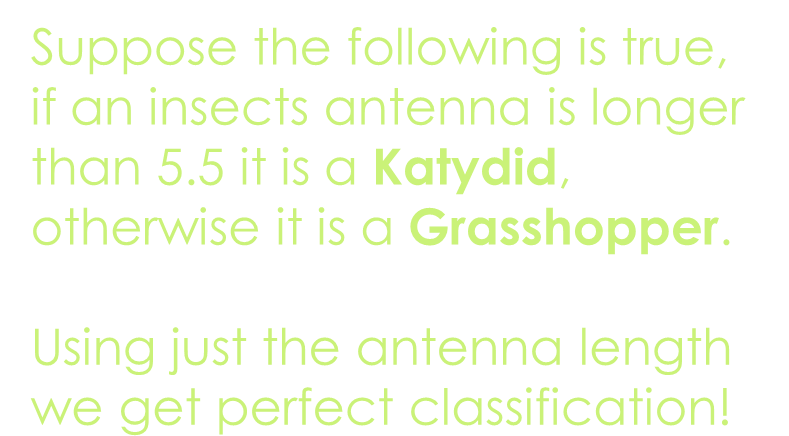 Suppose the following is true,
if an insects antenna is longer
than 5.5 it is a Katydid,
otherwise it is a Grasshopper.
Using just the antenna length
we get perfect classification!